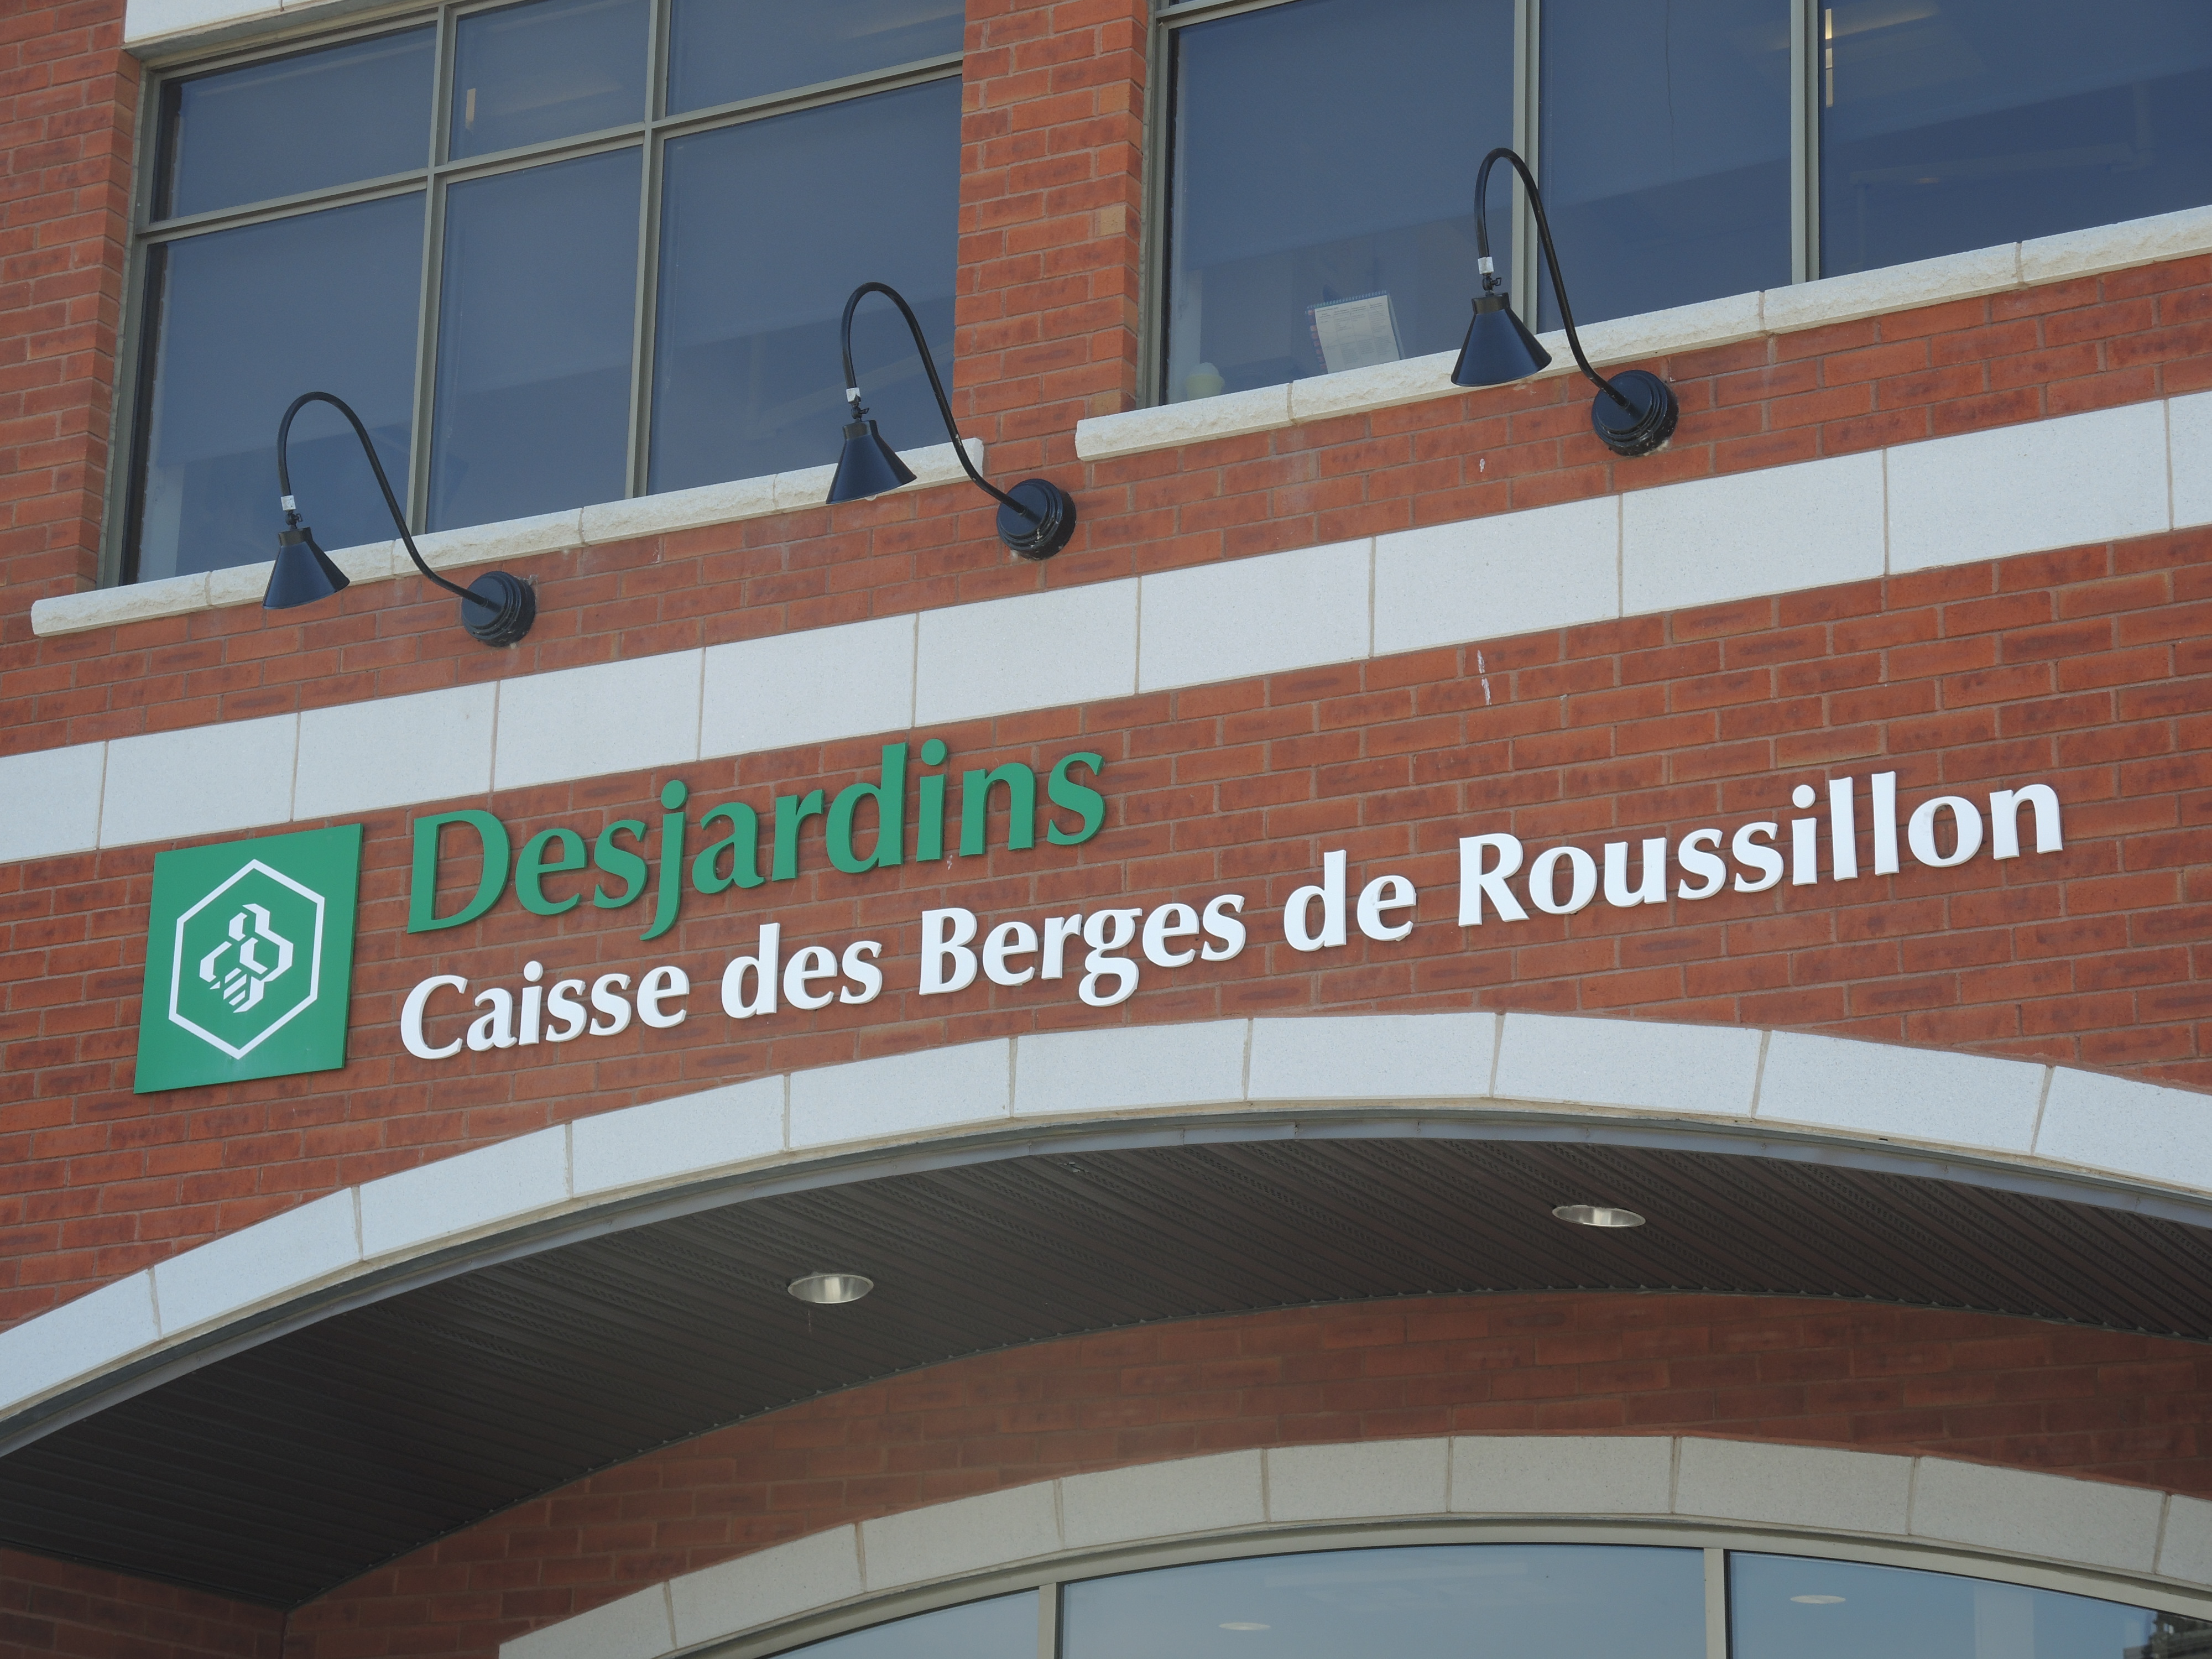 Desjardins
Caisse des Berges de Roussillon